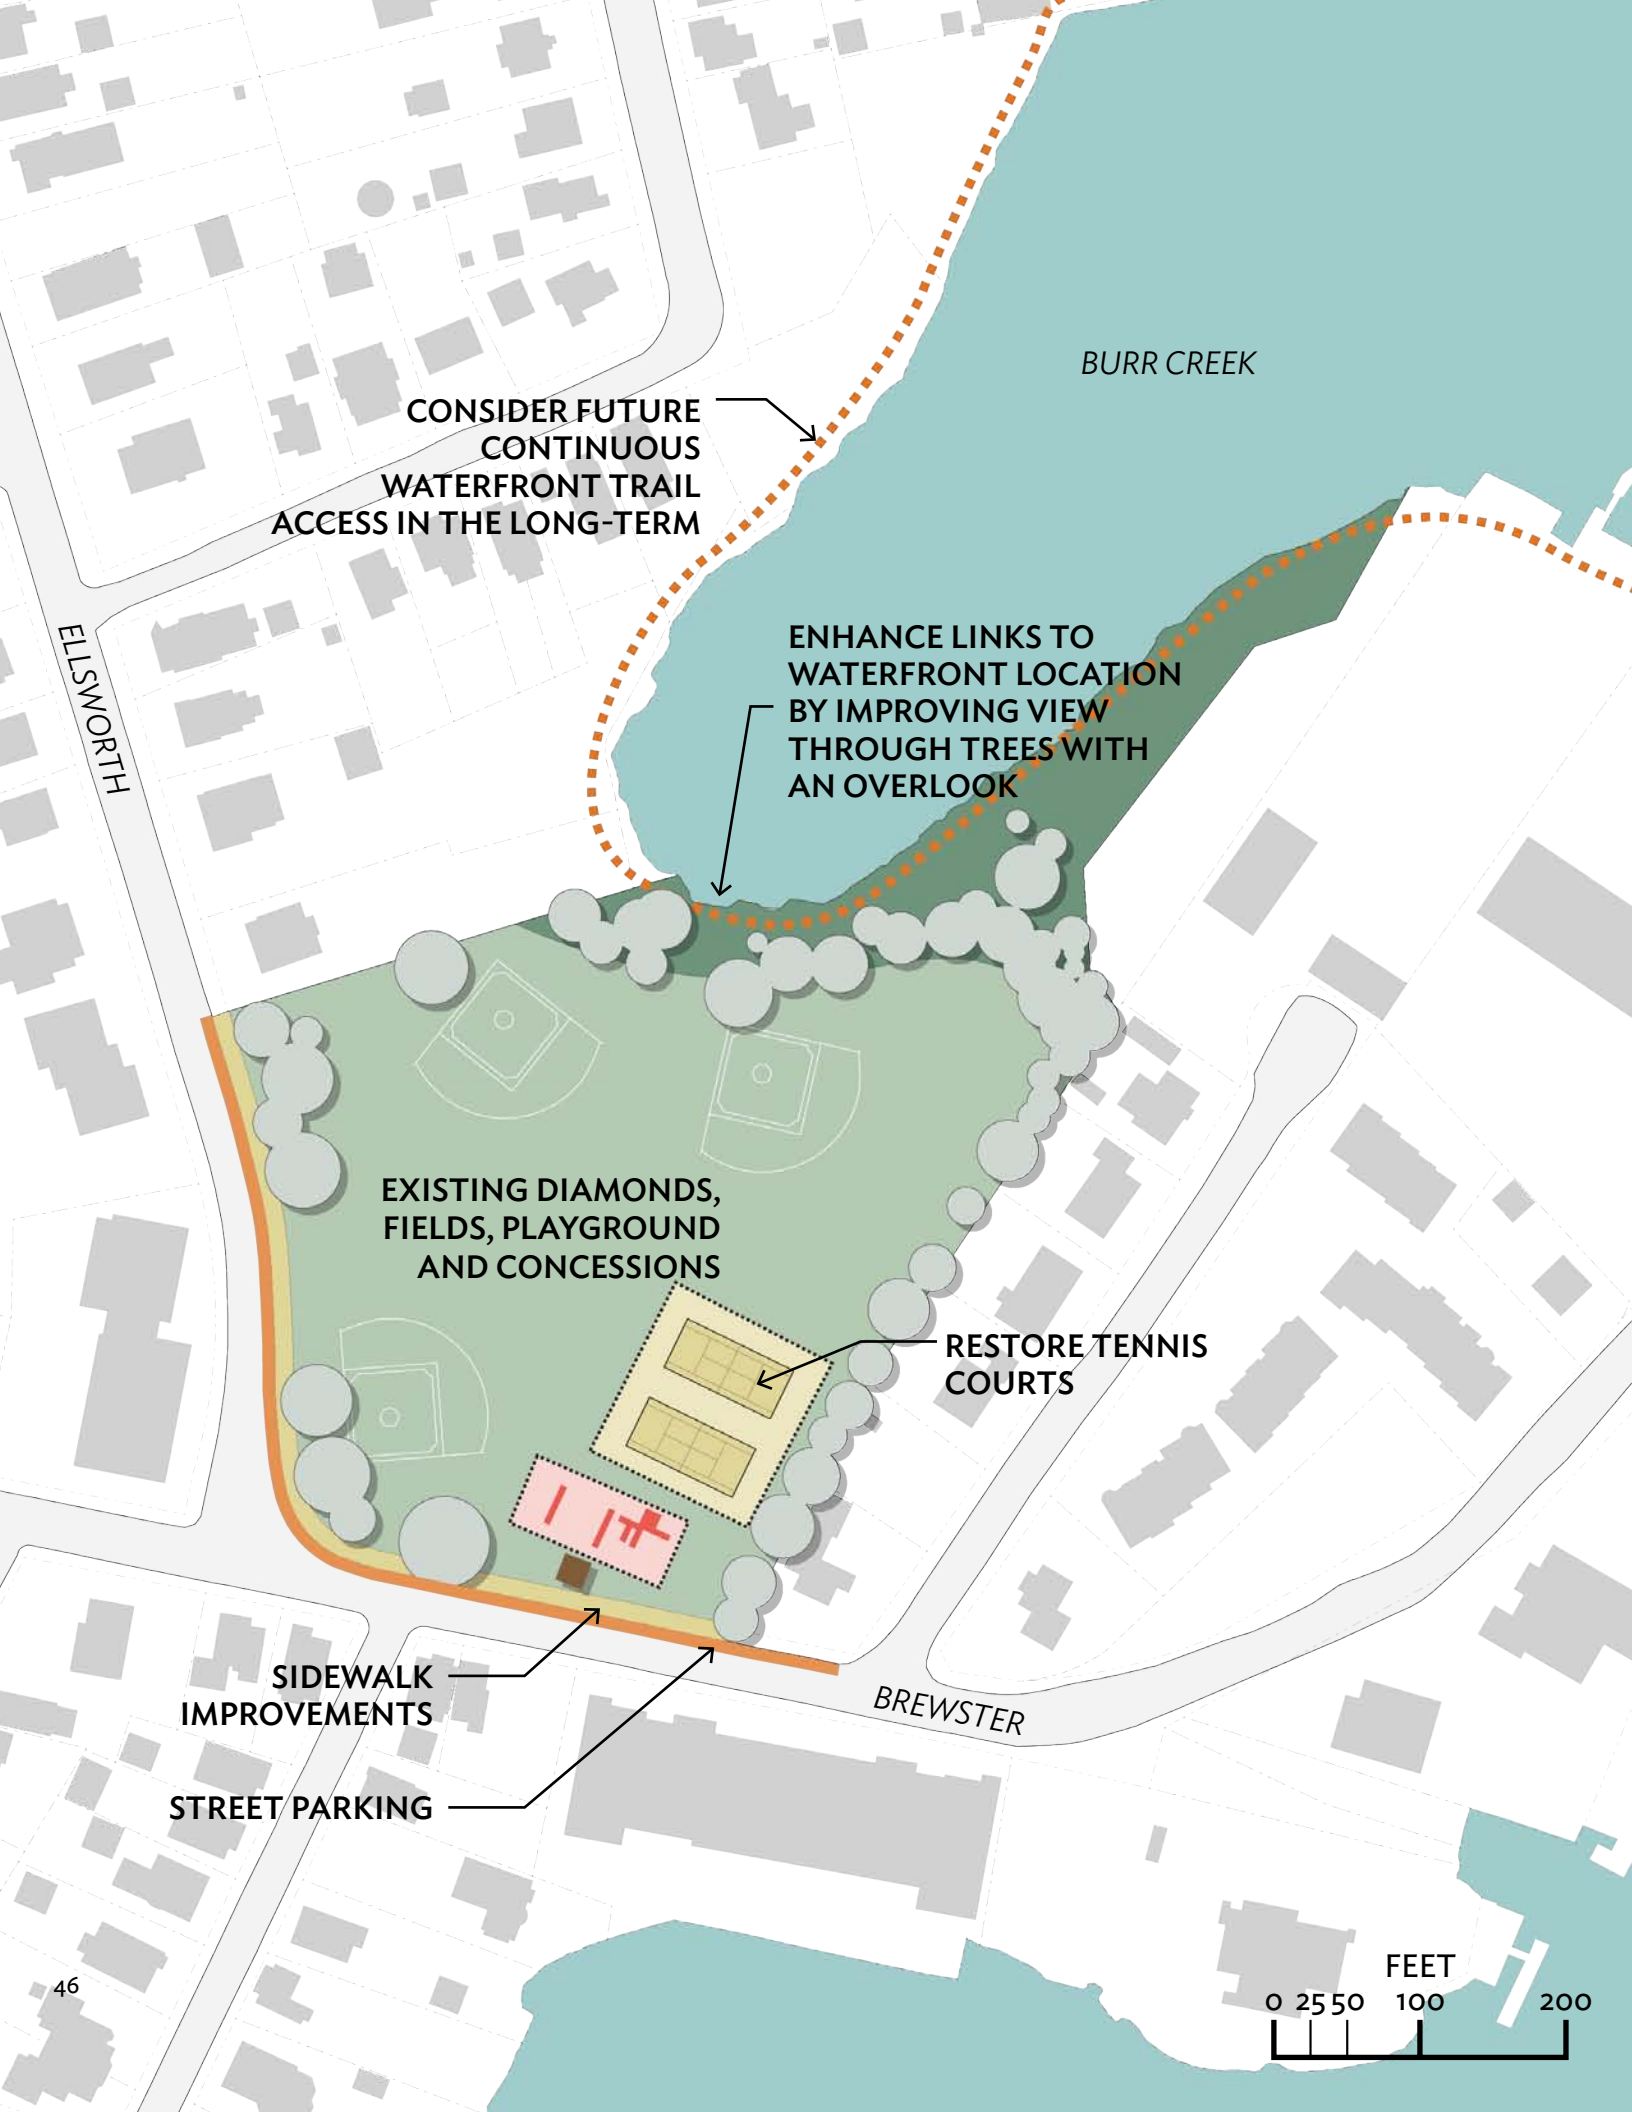 BURR CREEK
CONSIDER FUTURE
CONTINUOUS
WATERFRONT TRAIL
ACCESS IN THE LONG-TERM
ENHANCE LINKS TO
WATERFRONT LOCATION
BY IMPROVING VIEW
THROUGH TREES WITH
AN OVERLOOK
ELLSWORTH
EXISTING DIAMONDS,
FIELDS, PLAYGROUND
AND CONCESSIONS
RESTORE TENNIS
COURTS
SIDEWALK
IMPROVEMENTS
BREWSTER
STREET PARKING
46
FEET
0 25 50 100 200